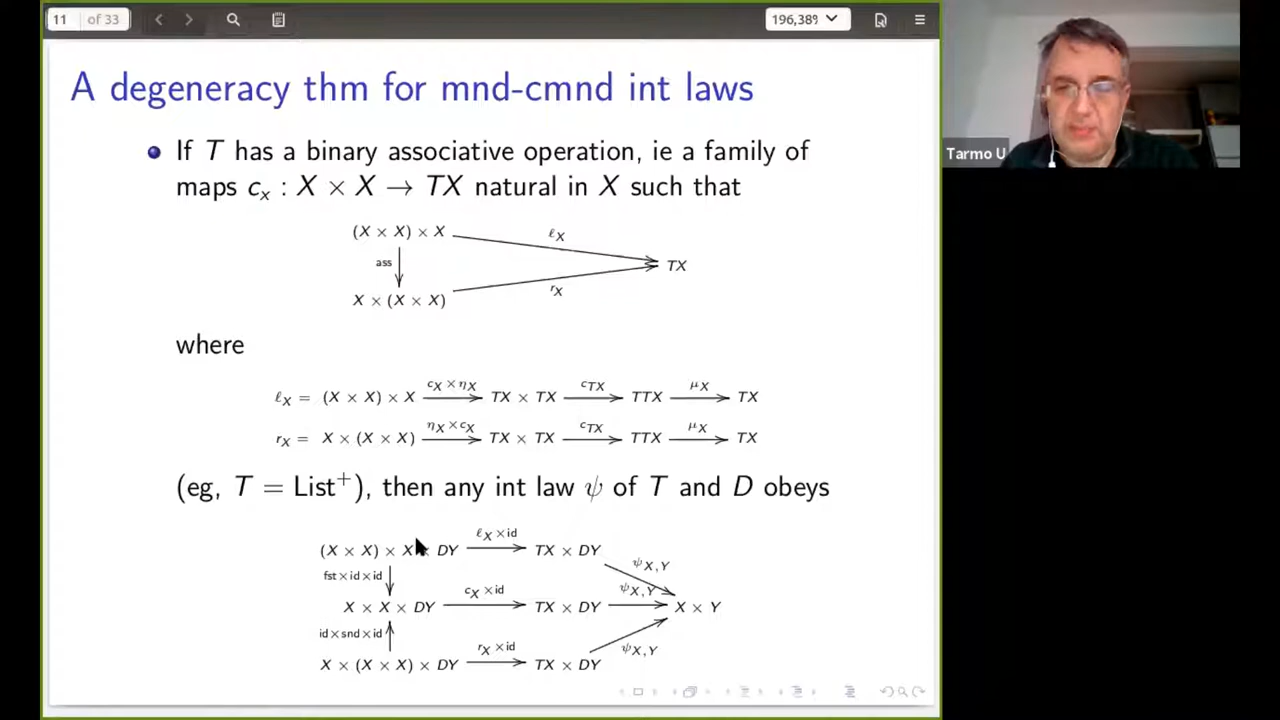 11 of 33 196,38%
A degeneracy thm for mnd-cmnd int laws
Tarmo U
If T has a binary associative operation, ie a family of
maps cₓ : X × X → TX natural in X such that
(X × X) × X ℓ_X
ass TX
X × (X × X) r_X
where
ℓ_X = (X × X) × X c_X × η_X TX × TX c_TX TTX μ_X TX
r_X = X × (X × X) η_X × c_X TX × TX c_TX TTX μ_X TX
(eg, T = List⁺), then any int law ψ of T and D obeys
(X × X) × X × DY ℓ_X × id TX × DY ψ_X,Y
fst × id × id
X × X × DY c_X × id TX × DY ψ_X,Y X × Y
id × snd × id
X × (X × X) × DY r_X × id TX × DY ψ_X,Y